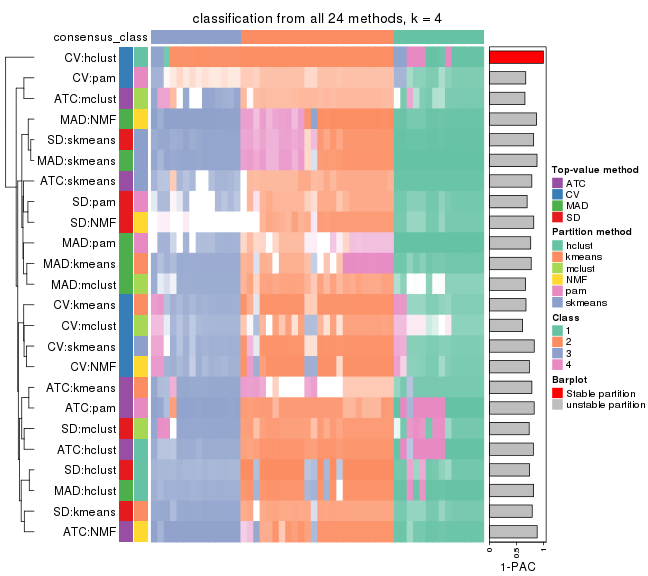 classification from all 24 methods, k = 4
consensus_class
CV:hclust
CV:pam
ATC:mclust
MAD:NMF
SD:skmeans
MAD:skmeans
ATC:skmeans
SD:pam
SD:NMF
MAD:pam
MAD:kmeans
MAD:mclust
CV:kmeans
CV:mclust
CV:skmeans
CV:NMF
ATC:kmeans
ATC:pam
SD:mclust
ATC:hclust
SD:hclust
MAD:hclust
SD:kmeans
ATC:NMF
0
0.5
1
1-PAC
Top-value method
ATC
CV
MAD
SD
Partition method
hclust
kmeans
mclust
NMF
pam
skmeans
Class
1
2
3
4
Barplot
Stable partition
unstable partition